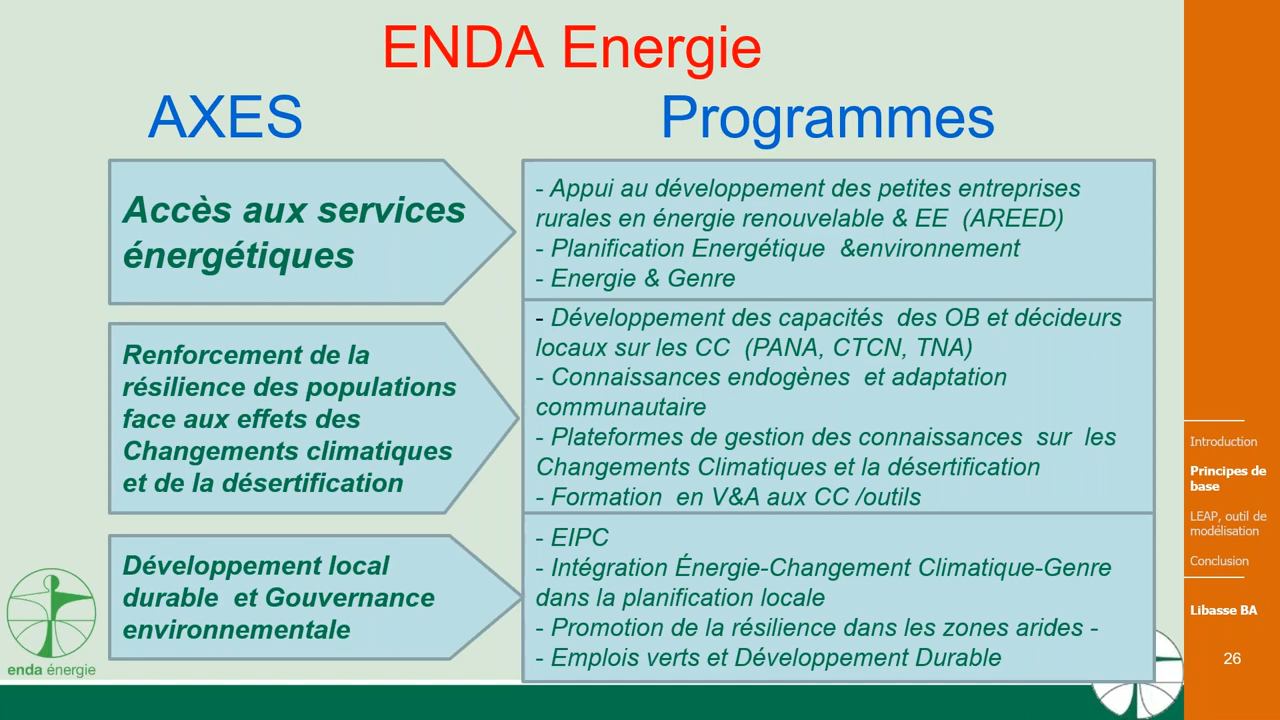 ENDA Energie
AXES
Programmes
Accès aux services
énergétiques
- Appui au développement des petites entreprises
rurales en énergie renouvelable & EE (AREED)
- Planification Energétique &environnement
- Energie & Genre
Renforcement de la
résilience des populations
face aux effets des
Changements climatiques
et de la désertification
- Développement des capacités des OB et décideurs
locaux sur les CC (PANA, CTCN, TNA)
- Connaissances endogènes et adaptation
communautaire
- Plateformes de gestion des connaissances sur les
Changements Climatiques et la désertification
- Formation en V&A aux CC /outils
Développement local
durable et Gouvernance
environnementale
- EIPC
- Intégration Énergie-Changement Climatique-Genre
dans la planification locale
- Promotion de la résilience dans les zones arides -
- Emplois verts et Développement Durable
enda énergie
Introduction
Principes de
base
LEAP, outil de
modélisation
Conclusion
Libasse BA
26